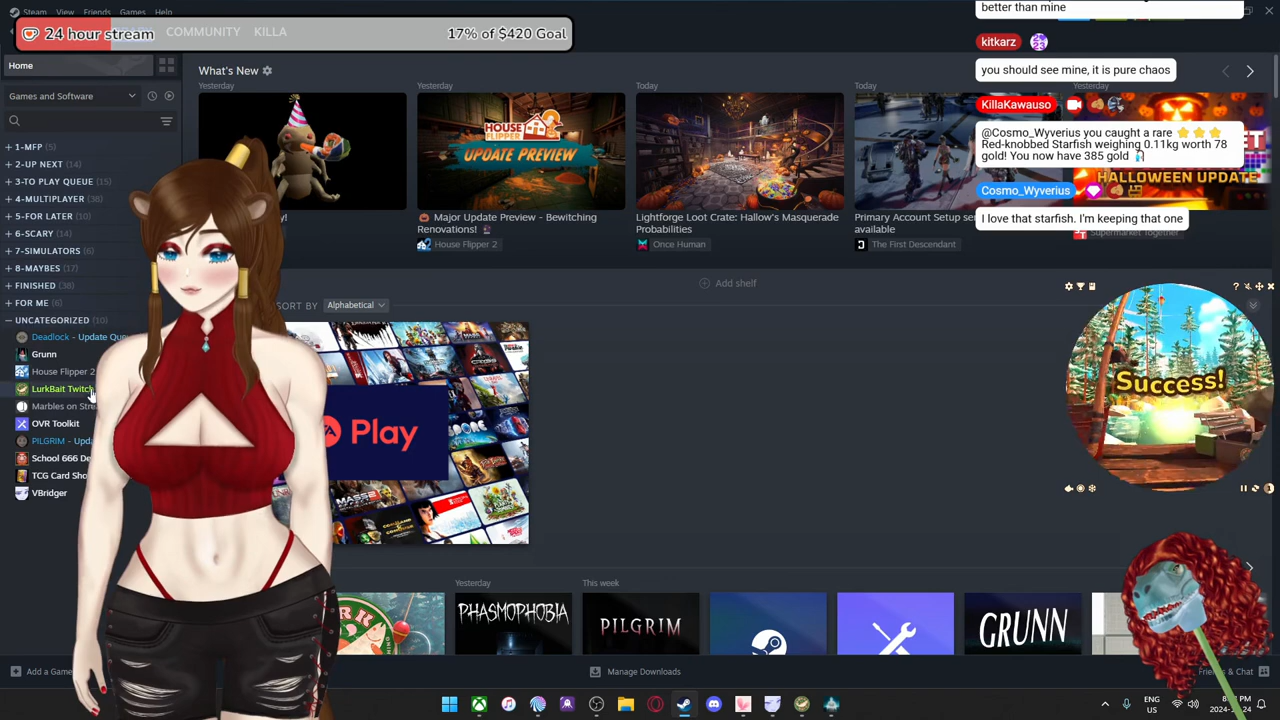 Steam View Friends Games Help
24 hour stream
COMMUNITY KILLA
17% of $420 Goal
better than mine
kitkarz
you should see mine, it is pure chaos
KillaKawauso
@Cosmo_Wyverius you caught a rare ⭐ ⭐ ⭐
Red-knobbed Starfish weighing 0.11kg worth 78
gold! You now have 385 gold
Cosmo_Wyverius
I love that starfish. I'm keeping that one
Home
Games and Software
What's New
Yesterday
Yesterday
Today
Today
Yesterday
HOUSE FLIPPER
UPDATE PREVIEW
HALLOWEEN UPDATE
Major Update Preview - Bewitching
Renovations!
House Flipper 2
Lightforge Loot Crate: Hallow's Masquerade
Probabilities
Once Human
Primary Account Setup
available
The First Descendant
Supermarket Together
1-MFP (5)
2-UP NEXT (14)
3-TO PLAY QUEUE (15)
4-MULTIPLAYER (38)
5-FOR LATER (10)
6-SCARY (14)
7-SIMULATORS (6)
8-MAYBES (17)
FINISHED (38)
FOR ME (6)
UNCATEGORIZED (10)
Deadlock - Update
Grunn
House Flipper 2
LurkBait Twitch
Marbles on
OVR Toolkit
PILGRIM -
School 666
TCG Card
VBridger
Add shelf
SORT BY Alphabetical
Play
Success!
Yesterday
This week
PHASMOPHOBIA
PILGRIM
GRUNN
Add a Game
Manage Downloads
Friends & Chat
ENG
US